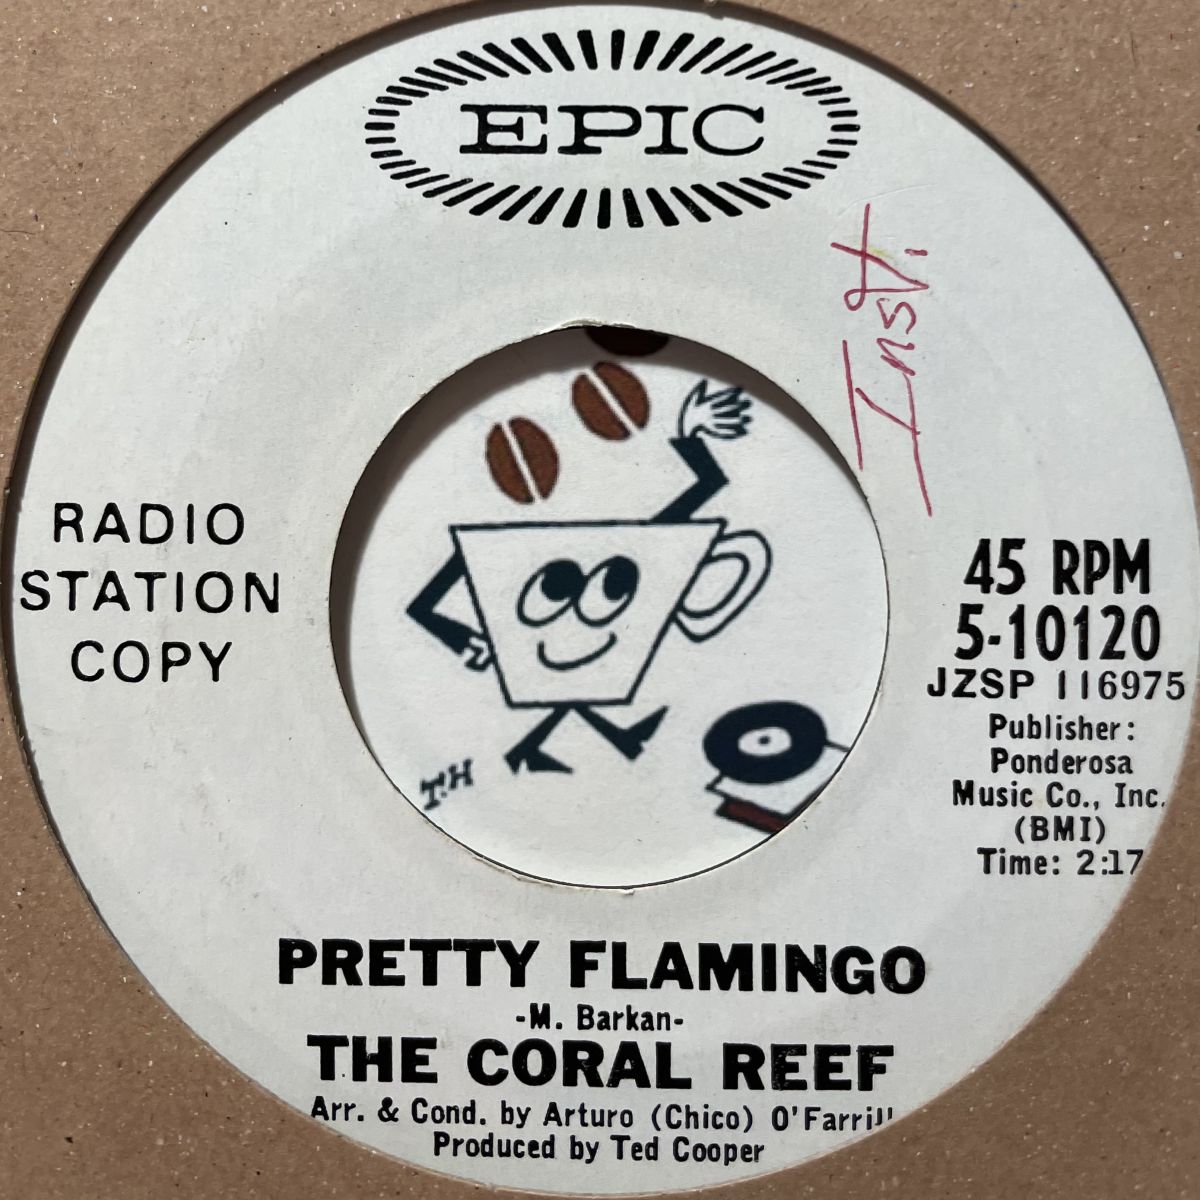 EPIC
Inst.
RADIO
STATION
COPY
45 RPM
5-10120
JZSP 116975
Publisher:
Ponderosa
Music Co., Inc.
(BMI)
Time: 2:17
T.H
PRETTY FLAMINGO
-M. Barkan-
THE CORAL REEF
Arr. & Cond. by Arturo (Chico) O'Farrill
Produced by Ted Cooper